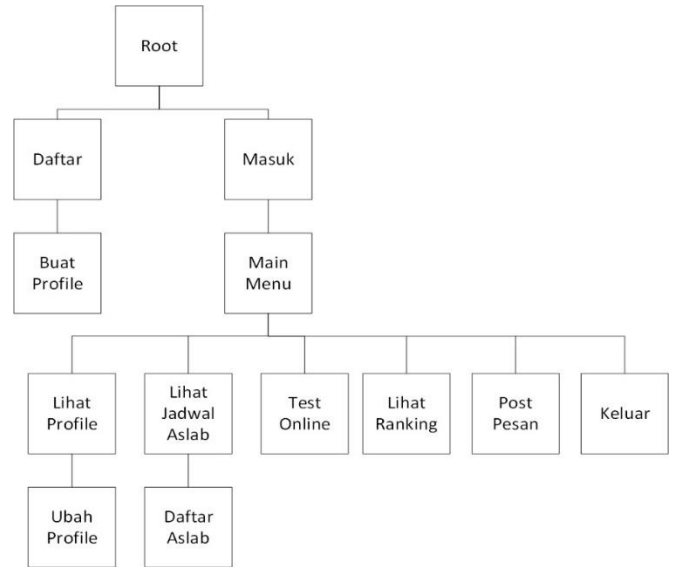 Root
Daftar
Masuk
Buat
Profile
Main
Menu
Lihat
Profile
Lihat
Jadwal
Aslab
Test
Online
Lihat
Ranking
Post
Pesan
Keluar
Ubah
Profile
Daftar
Aslab